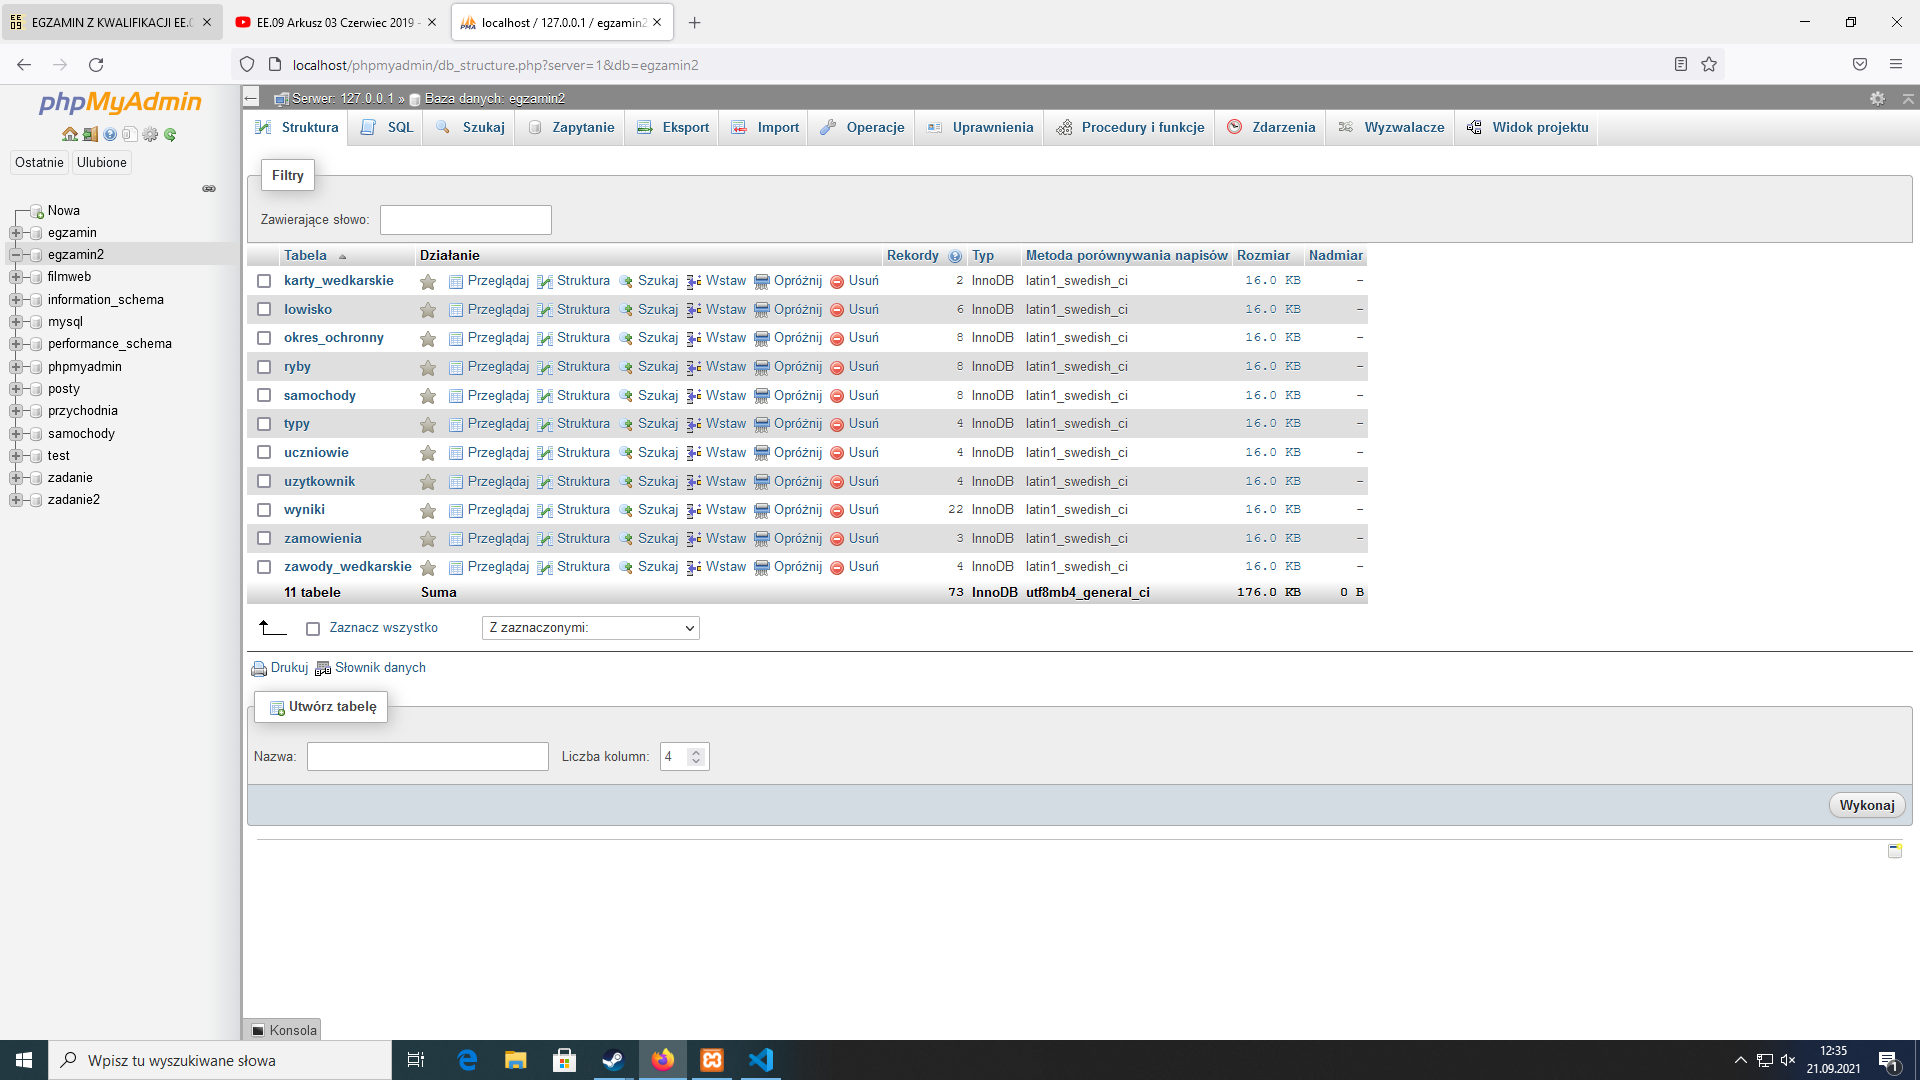 EGZAMIN Z KWALIFIKACJI EE.0
EE.09 Arkusz 03 Czerwiec 2019 -
localhost / 127.0.0.1 / egzamin2
localhost/phpmyadmin/db_structure.php?server=1&db=egzamin2
phpMyAdmin
Ostatnie Ulubione
Nowa
egzamin
egzamin2
filmweb
information_schema
mysql
performance_schema
phpmyadmin
posty
przychodnia
samochody
test
zadanie
zadanie2
Serwer: 127.0.0.1 » Baza danych: egzamin2
Struktura SQL Szukaj Zapytanie Eksport Import Operacje Uprawnienia Procedury i funkcje Zdarzenia Wyzwalacze Widok projektu
Filtry
Zawierające słowo:
Tabela Działanie Rekordy Typ Metoda porównywania napisów Rozmiar Nadmiar
karty_wedkarskie Przeglądaj Struktura Szukaj Wstaw Opróżnij Usuń 2 InnoDB latin1_swedish_ci 16.0 KB -
lowisko Przeglądaj Struktura Szukaj Wstaw Opróżnij Usuń 6 InnoDB latin1_swedish_ci 16.0 KB -
okres_ochronny Przeglądaj Struktura Szukaj Wstaw Opróżnij Usuń 8 InnoDB latin1_swedish_ci 16.0 KB -
ryby Przeglądaj Struktura Szukaj Wstaw Opróżnij Usuń 8 InnoDB latin1_swedish_ci 16.0 KB -
samochody Przeglądaj Struktura Szukaj Wstaw Opróżnij Usuń 8 InnoDB latin1_swedish_ci 16.0 KB -
typy Przeglądaj Struktura Szukaj Wstaw Opróżnij Usuń 4 InnoDB latin1_swedish_ci 16.0 KB -
uczniowie Przeglądaj Struktura Szukaj Wstaw Opróżnij Usuń 4 InnoDB latin1_swedish_ci 16.0 KB -
uzytkownik Przeglądaj Struktura Szukaj Wstaw Opróżnij Usuń 4 InnoDB latin1_swedish_ci 16.0 KB -
wyniki Przeglądaj Struktura Szukaj Wstaw Opróżnij Usuń 22 InnoDB latin1_swedish_ci 16.0 KB -
zamowienia Przeglądaj Struktura Szukaj Wstaw Opróżnij Usuń 3 InnoDB latin1_swedish_ci 16.0 KB -
zawody_wedkarskie Przeglądaj Struktura Szukaj Wstaw Opróżnij Usuń 4 InnoDB latin1_swedish_ci 16.0 KB -
11 tabele Suma 73 InnoDB utf8mb4_general_ci 176.0 KB 0 B
Zaznacz wszystko Z zaznaczonymi:
Drukuj Słownik danych
Utwórz tabelę
Nazwa: Liczba kolumn: 4
Wykonaj
Konsola
Wpisz tu wyszukiwane słowa
12:35
21.09.2021
1